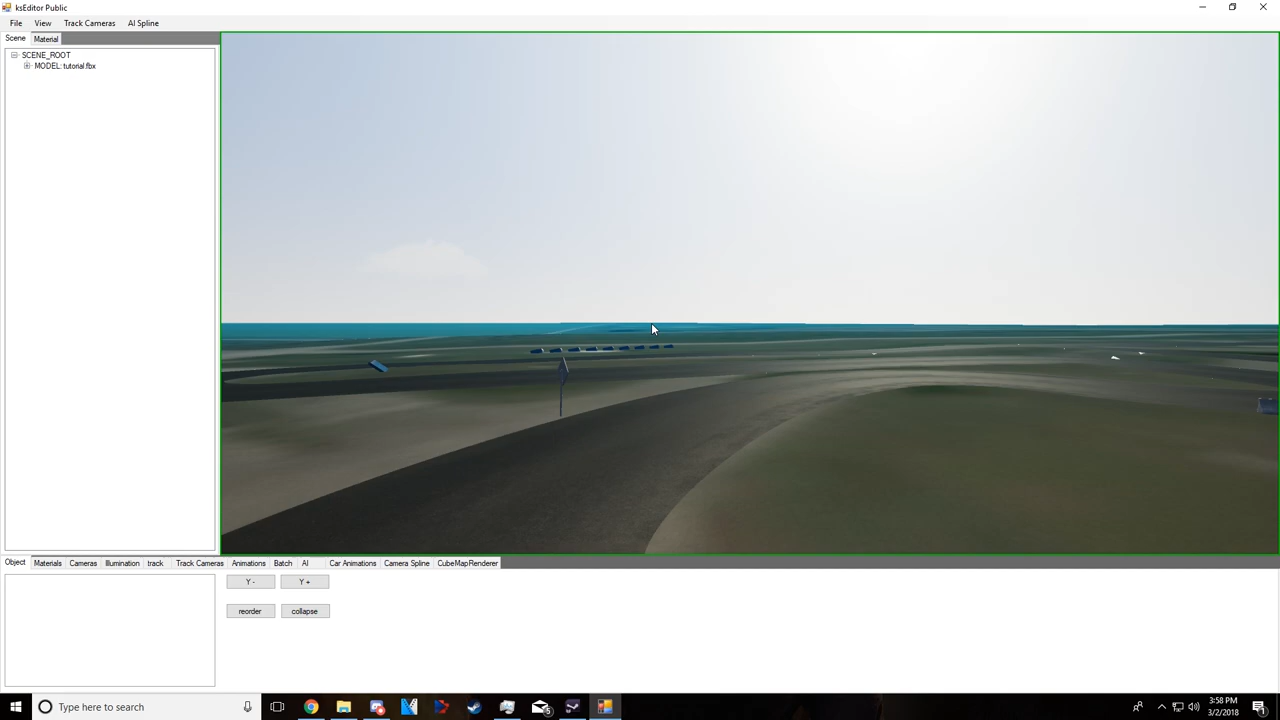 ksEditor Public
File View Track Cameras AI Spline
Scene Material
SCENE_ROOT
MODEL: tutorial.fbx
Object Materials Cameras Illumination track Track Cameras Animations Batch AI Car Animations Camera Spline CubeMapRenderer
Y - Y +
reorder collapse
Type here to search
3:58 PM
3/2/2018